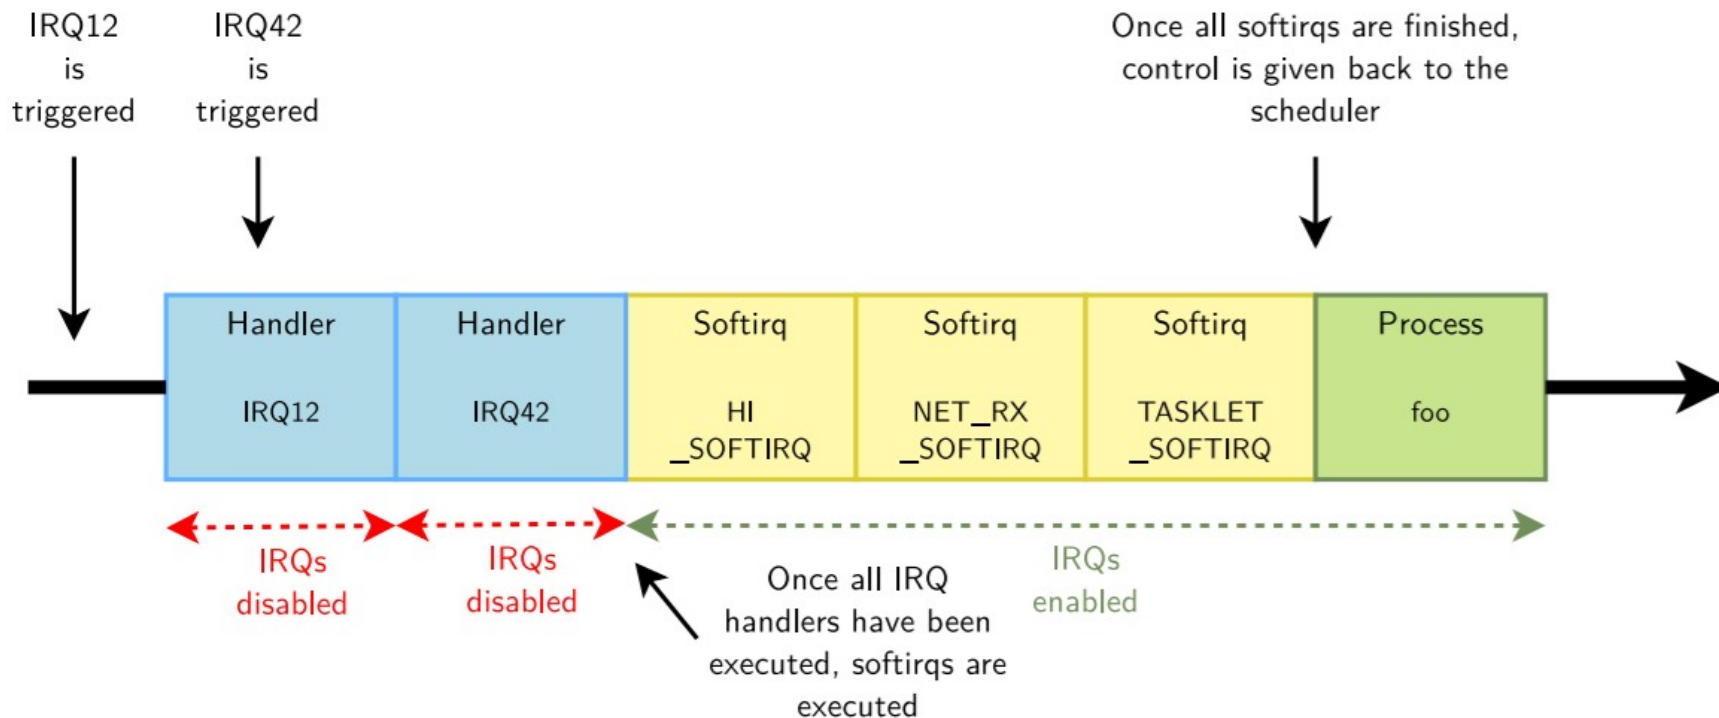 IRQ12
is
triggered
IRQ42
is
triggered
Once all softirqs are finished,
control is given back to the
scheduler
Handler
IRQ12
Handler
IRQ42
Softirq
HI
_SOFTIRQ
Softirq
NET_RX
_SOFTIRQ
Softirq
TASKLET
_SOFTIRQ
Process
foo
IRQs
disabled
IRQs
disabled
Once all IRQ
handlers have been
executed, softirqs are
executed
IRQs
enabled